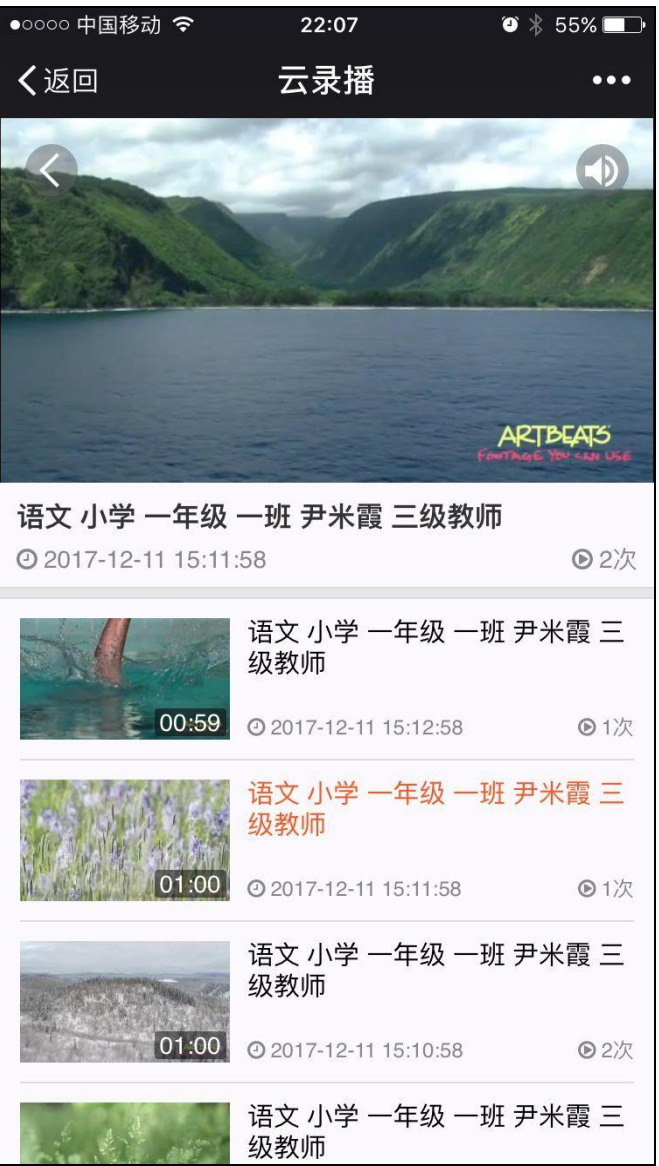 中国移动 22:07 55%
返回 云录播
ARTBEATS
FOOTAGE YOU CAN USE
语文 小学 一年级 一班 尹米霞 三级教师
2017-12-11 15:11:58 2次
语文 小学 一年级 一班 尹米霞 三
级教师
00:59 2017-12-11 15:12:58 1次
语文 小学 一年级 一班 尹米霞 三
级教师
01:00 2017-12-11 15:11:58 1次
语文 小学 一年级 一班 尹米霞 三
级教师
01:00 2017-12-11 15:10:58 2次
语文 小学 一年级 一班 尹米霞 三
级教师